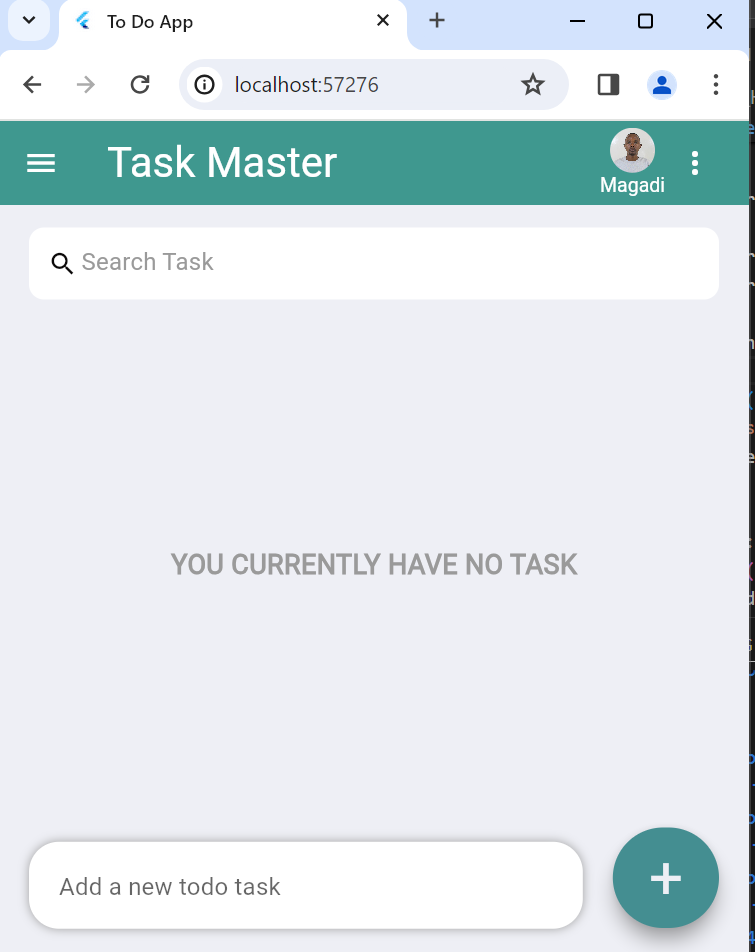 To Do App
localhost:57276
Task Master
Magadi
Search Task
YOU CURRENTLY HAVE NO TASK
Add a new todo task